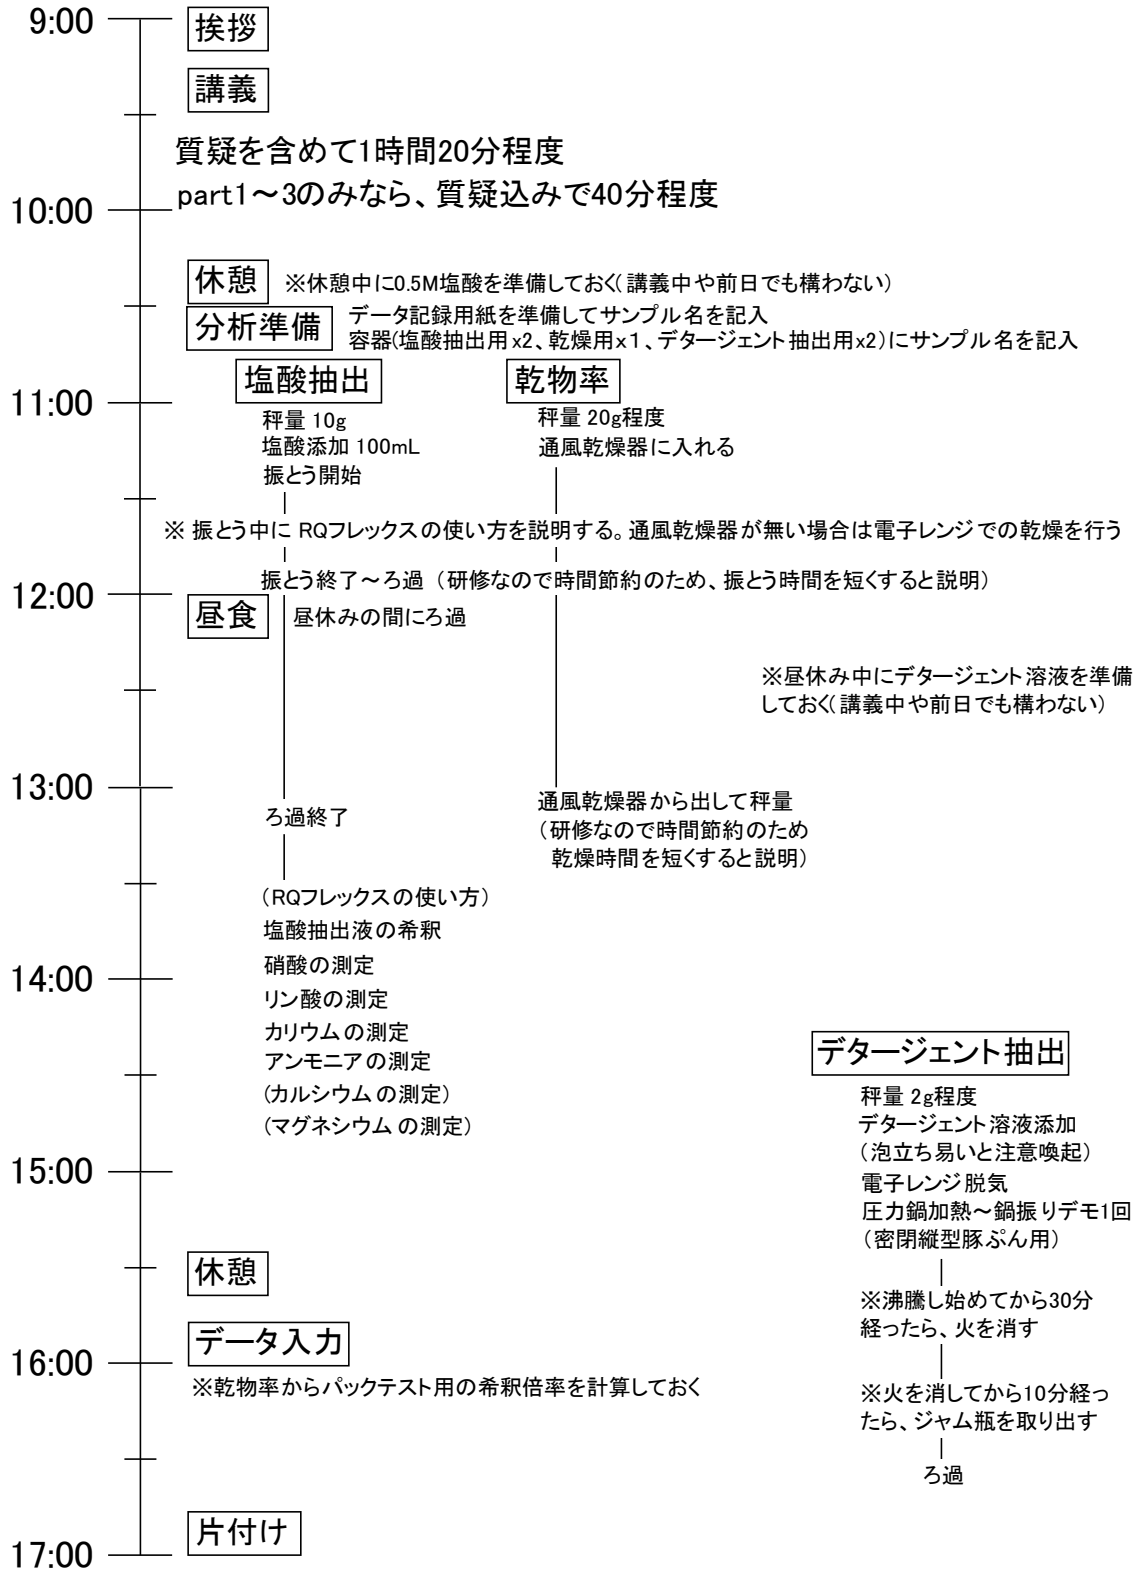 9:00
挨拶
講義
質疑を含めて1時間20分程度
part1～3のみなら、質疑込みで40分程度
10:00
休憩
※休憩中に0.5M塩酸を準備しておく(講義中や前日でも構わない)
分析準備
データ記録用紙を準備してサンプル名を記入
容器(塩酸抽出用x2、乾燥用x1、デタージェント抽出用x2)にサンプル名を記入
塩酸抽出
乾物率
11:00
秤量 10g
塩酸添加 100mL
振とう開始
秤量 20g程度
通風乾燥器に入れる
※ 振とう中に RQフレックスの使い方を説明する。通風乾燥器が無い場合は電子レンジでの乾燥を行う
振とう終了～ろ過 (研修なので時間節約のため、振とう時間を短くすると説明)
12:00
昼食
昼休みの間にろ過
※昼休み中にデタージェント溶液を準備
しておく(講義中や前日でも構わない)
13:00
ろ過終了
通風乾燥器から出して秤量
(研修なので時間節約のため
乾燥時間を短くすると説明)
(RQフレックスの使い方)
塩酸抽出液の希釈
硝酸の測定
14:00
リン酸の測定
カリウムの測定
アンモニアの測定
(カルシウムの測定)
(マグネシウムの測定)
デタージェント抽出
秤量 2g程度
デタージェント溶液添加
(泡立ち易いと注意喚起)
電子レンジ脱気
圧力鍋加熱～鍋振りデモ1回
(密閉縦型豚ぷん用)
15:00
休憩
※沸騰し始めてから30分
経ったら、火を消す
データ入力
16:00
※乾物率からパックテスト用の希釈倍率を計算しておく
※火を消してから10分経っ
たら、ジャム瓶を取り出す
ろ過
片付け
17:00